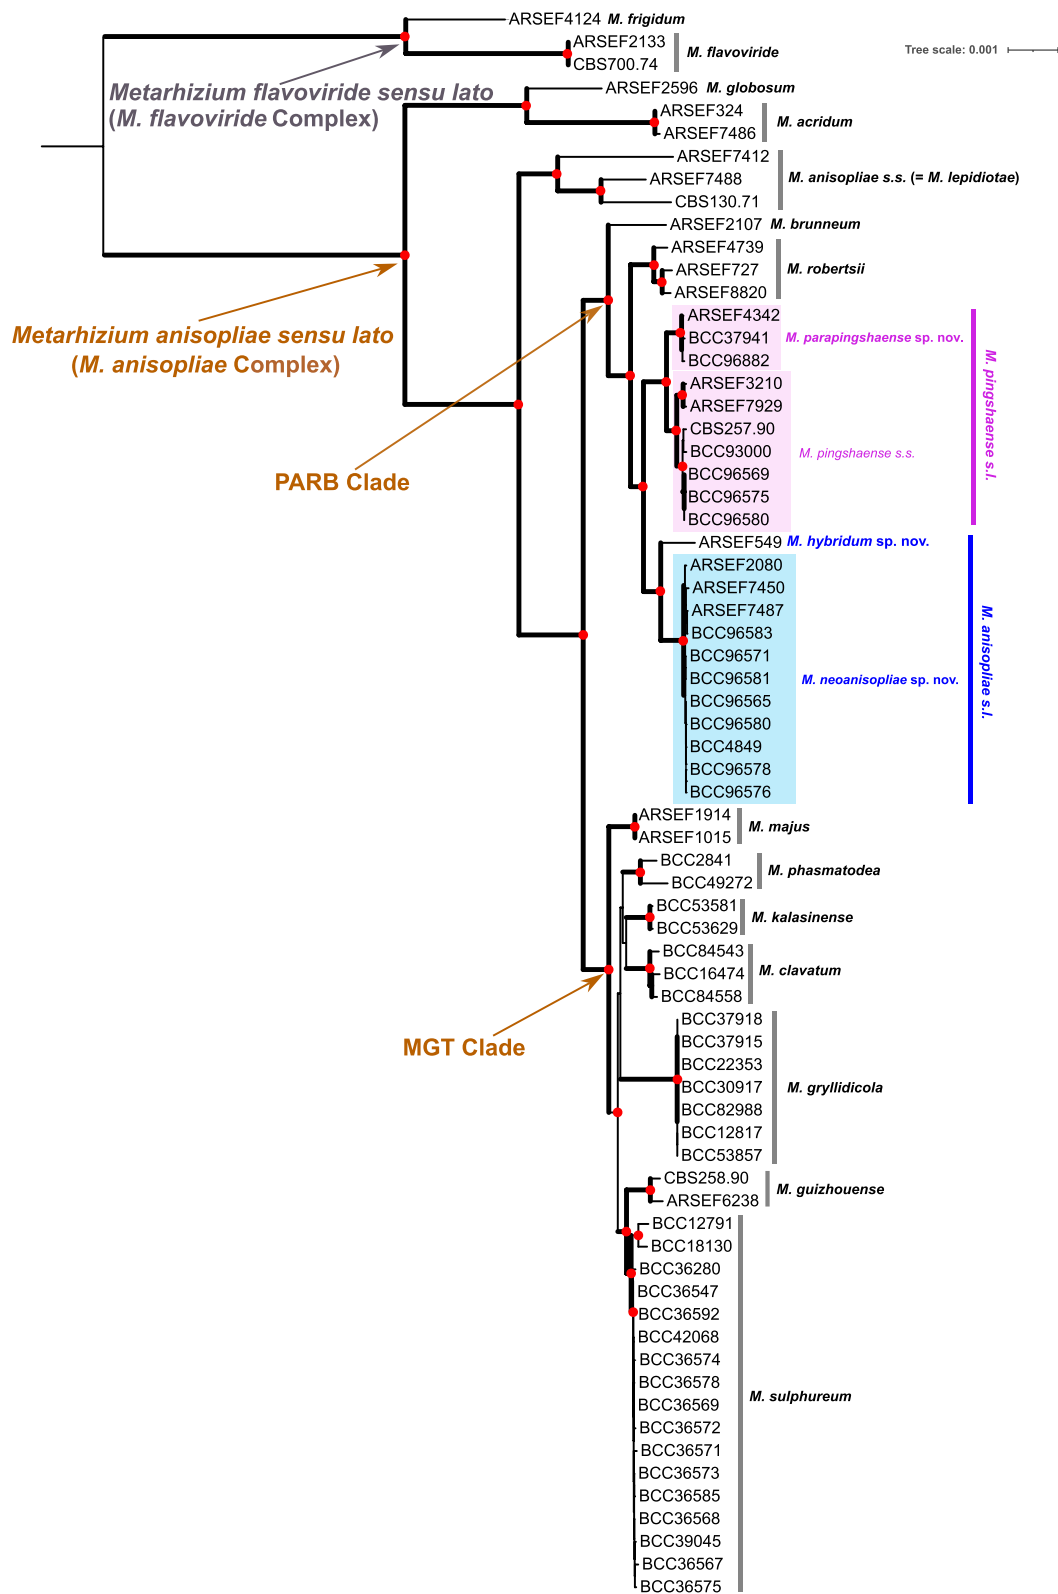 ARSEF4124 M. frigidum
ARSEF2133
CBS700.74
M. flavoviride
Tree scale: 0.001
Metarhizium flavoviride sensu lato
(M. flavoviride Complex)
ARSEF2596 M. globosum
ARSEF324
ARSEF7486
M. acridum
ARSEF7412
ARSEF7488
CBS130.71
M. anisopliae s.s. (= M. lepidiotae)
ARSEF2107 M. brunneum
ARSEF4739
ARSEF727
ARSEF8820
M. robertsii
Metarhizium anisopliae sensu lato
(M. anisopliae Complex)
ARSEF4342
BCC37941
BCC96882
M. parapingshaense sp. nov.
ARSEF3210
ARSEF7929
CBS257.90
BCC93000
BCC96569
BCC96575
BCC96580
M. pingshaense s.s.
M. pingshaense s.l.
PARB Clade
ARSEF549 M. hybridum sp. nov.
ARSEF2080
ARSEF7450
ARSEF7487
BCC96583
BCC96571
BCC96581
BCC96565
BCC96580
BCC4849
BCC96578
BCC96576
M. neoanisopliae sp. nov.
M. anisopliae s.l.
ARSEF1914
ARSEF1015
M. majus
BCC2841
BCC49272
M. phasmatodea
BCC53581
BCC53629
M. kalasinense
BCC84543
BCC16474
BCC84558
M. clavatum
MGT Clade
BCC37918
BCC37915
BCC22353
BCC30917
BCC82988
BCC12817
BCC53857
M. gryllidicola
CBS258.90
ARSEF6238
M. guizhouense
BCC12791
BCC18130
BCC36280
BCC36547
BCC36592
BCC42068
BCC36574
BCC36578
BCC36569
BCC36572
BCC36571
BCC36573
BCC36585
BCC36568
BCC39045
BCC36567
BCC36575
M. sulphureum